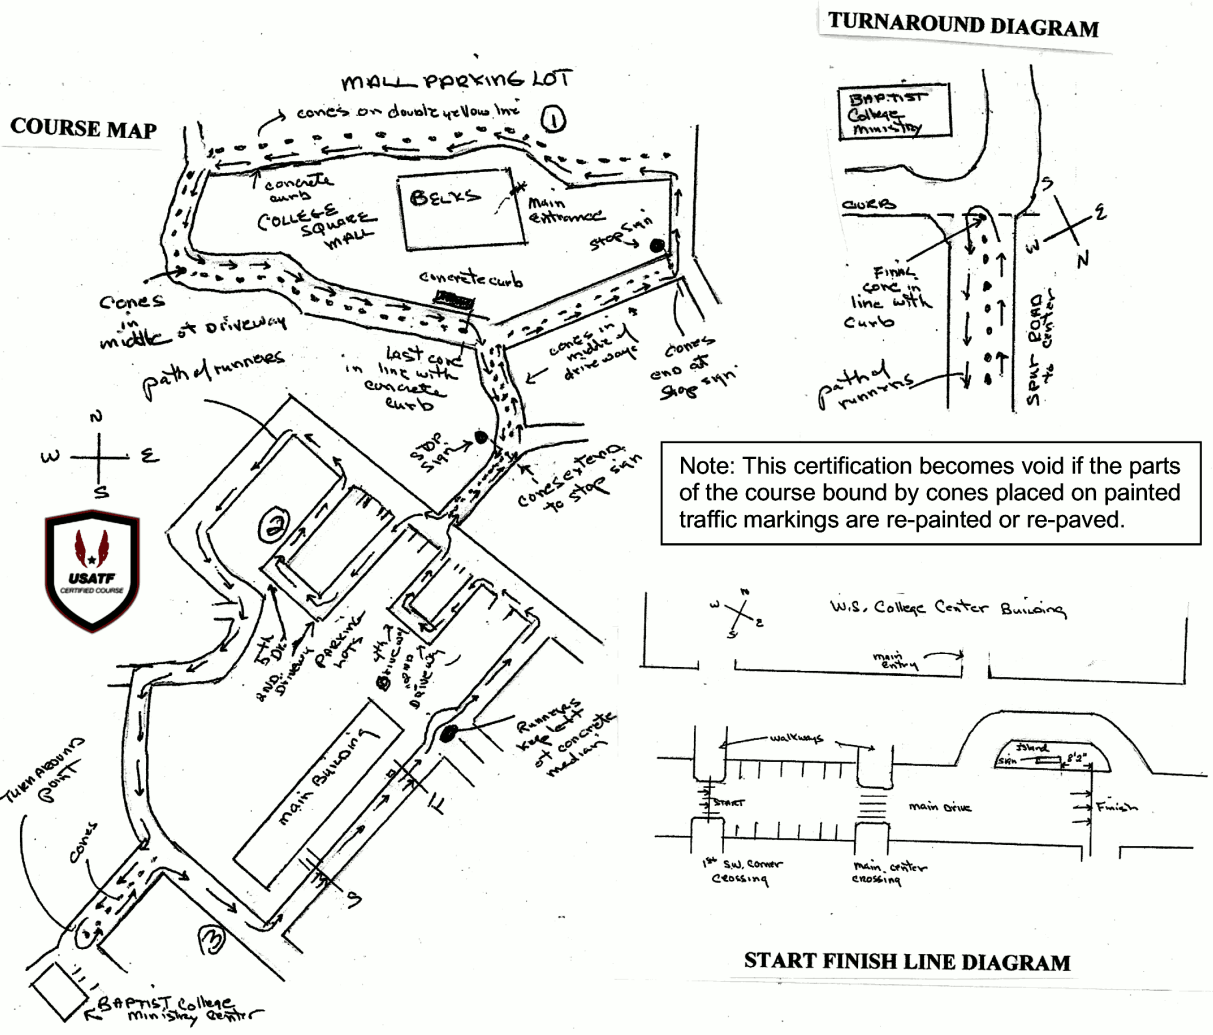 TURNAROUND DIAGRAM
COURSE MAP
MALL PARKING LOT
cones on double yellow line
1
concrete
curb
COLLEGE
SQUARE
MALL
BELKS
main
entrance
Stop sign
concrete curb
Cones
in
middle of Driveway
path of runners
Last cone
in line with
concrete
curb
cones in
middle of
driveways
cones
end at
stop sign
STOP
sign
cones extend
to stop sign
N
W E
S
USATF
CERTIFIED COURSE
2
5th
Dr.
2ND
Driveway
PARKING
LOTS
4th
Driveway
Driveway
Runners
keep left
of concrete
median
main Building
F
S
TURNAROUND
point
cones
3
BAPTIST College
Ministry Center
BAPTIST
College
Ministry
CURB
S
E
W
N
Final
cone in
line with
curb
path of
runners
SPUR ROAD
to center
Note: This certification becomes void if the parts
of the course bound by cones placed on painted
traffic markings are re-painted or re-paved.
N
W
E
S
W.S. College Center Building
main
entry
walkways
Island
sign
8'2"
START
main Drive
Finish
1st S.W. corner
crossing
main center
crossing
START FINISH LINE DIAGRAM